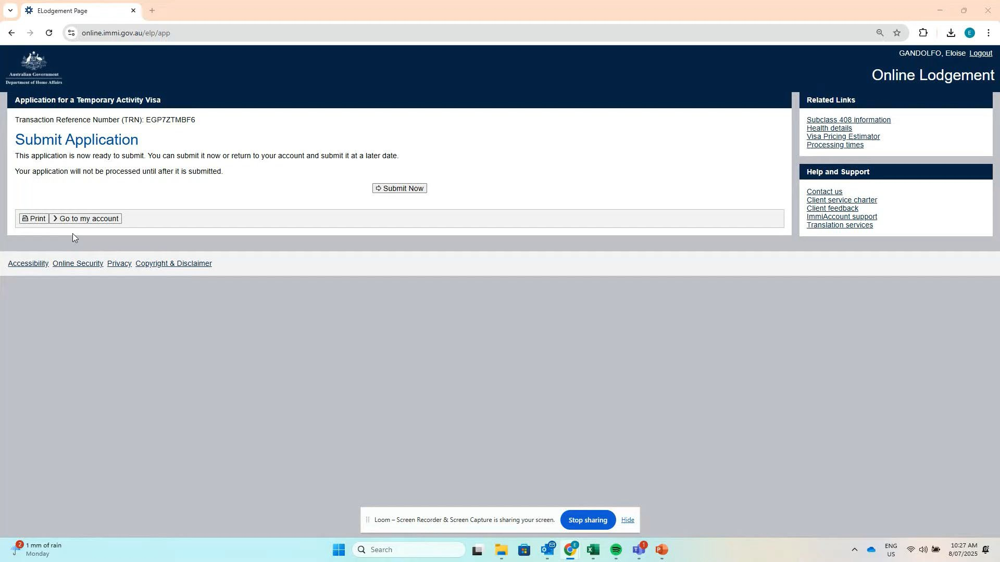 ELodgement Page
online.immi.gov.au/elp/app
E
GANDOLFO, Eloise Logout
Australian Government
Department of Home Affairs
Online Lodgement
Application for a Temporary Activity Visa
Transaction Reference Number (TRN): EGP7ZTMBF6
Submit Application
This application is now ready to submit. You can submit it now or return to your account and submit it at a later date.
Your application will not be processed until after it is submitted.
Submit Now
Print
Go to my account
Related Links
Subclass 408 information
Health details
Visa Pricing Estimator
Processing times
Help and Support
Contact us
Client service charter
Client feedback
ImmiAccount support
Translation services
Accessibility Online Security Privacy Copyright & Disclaimer
Loom – Screen Recorder & Screen Capture is sharing your screen. Stop sharing Hide
2
1 mm of rain
Monday
Search
E
1
ENG
US
10:27 AM
8/07/2025